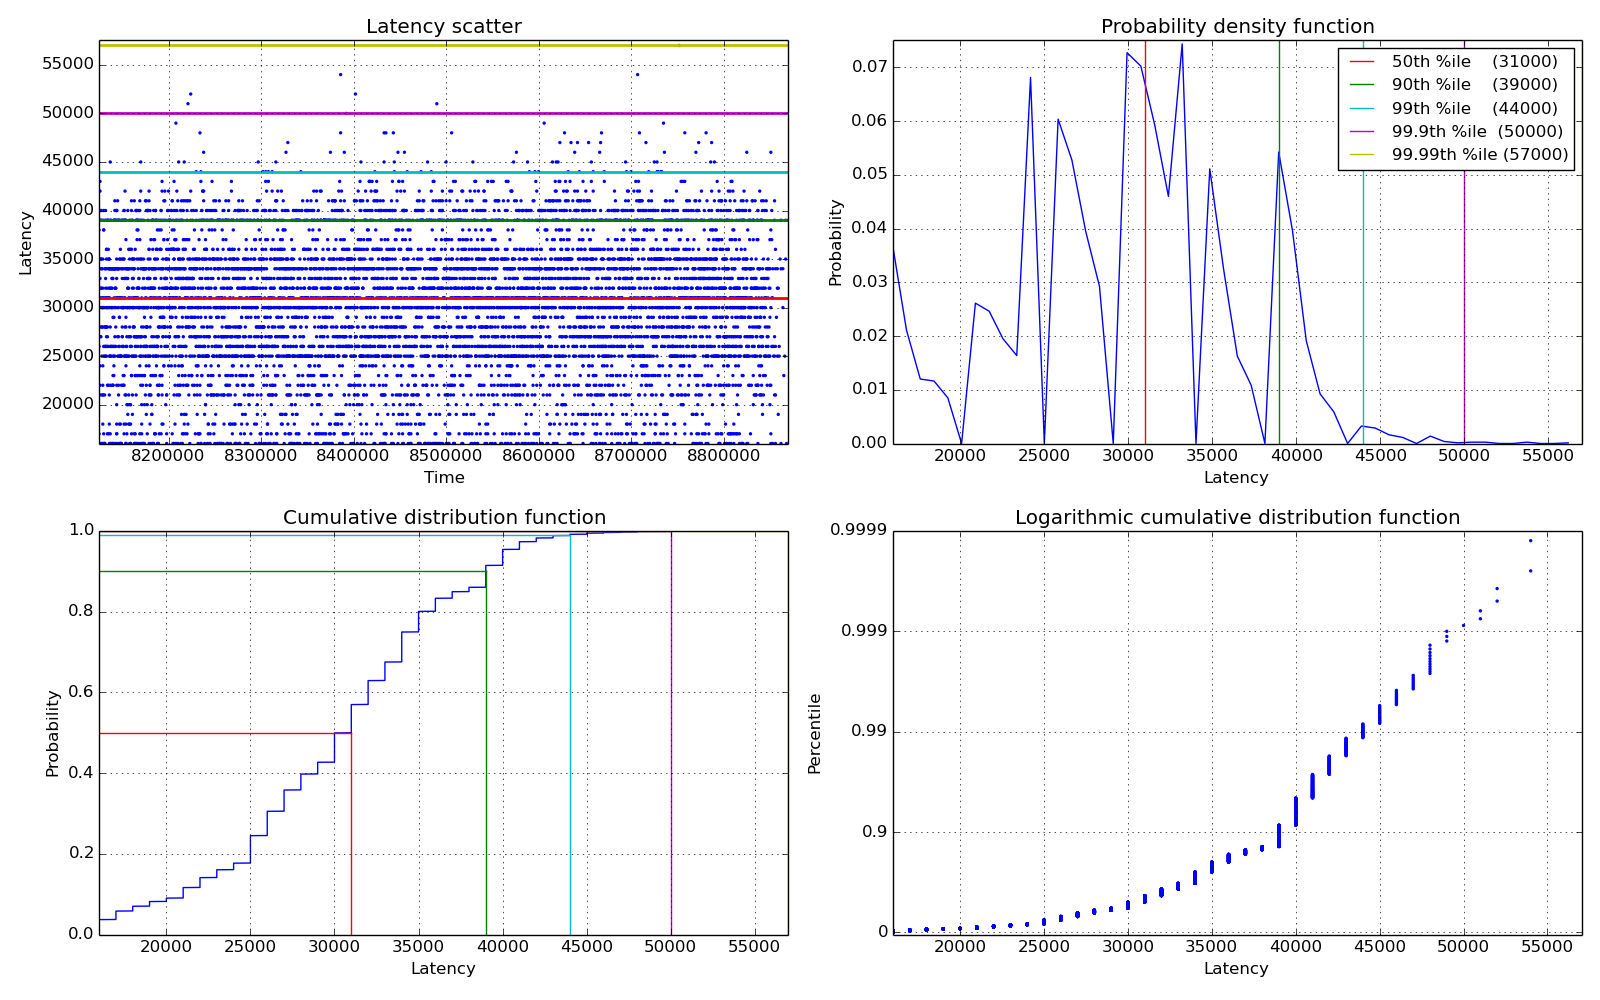 Latency scatter
55000
50000
45000
40000
35000
30000
25000
20000
Latency
8200000 8300000 8400000 8500000 8600000 8700000 8800000
Time
Probability density function
0.07
0.06
0.05
0.04
0.03
0.02
0.01
0.00
Probability
50th %ile (31000)
90th %ile (39000)
99th %ile (44000)
99.9th %ile (50000)
99.99th %ile (57000)
20000 25000 30000 35000 40000 45000 50000 55000
Latency
Cumulative distribution function
1.0
0.8
0.6
0.4
0.2
0.0
Probability
20000 25000 30000 35000 40000 45000 50000 55000
Latency
Logarithmic cumulative distribution function
0.9999
0.999
0.99
0.9
0
Percentile
20000 25000 30000 35000 40000 45000 50000 55000
Latency